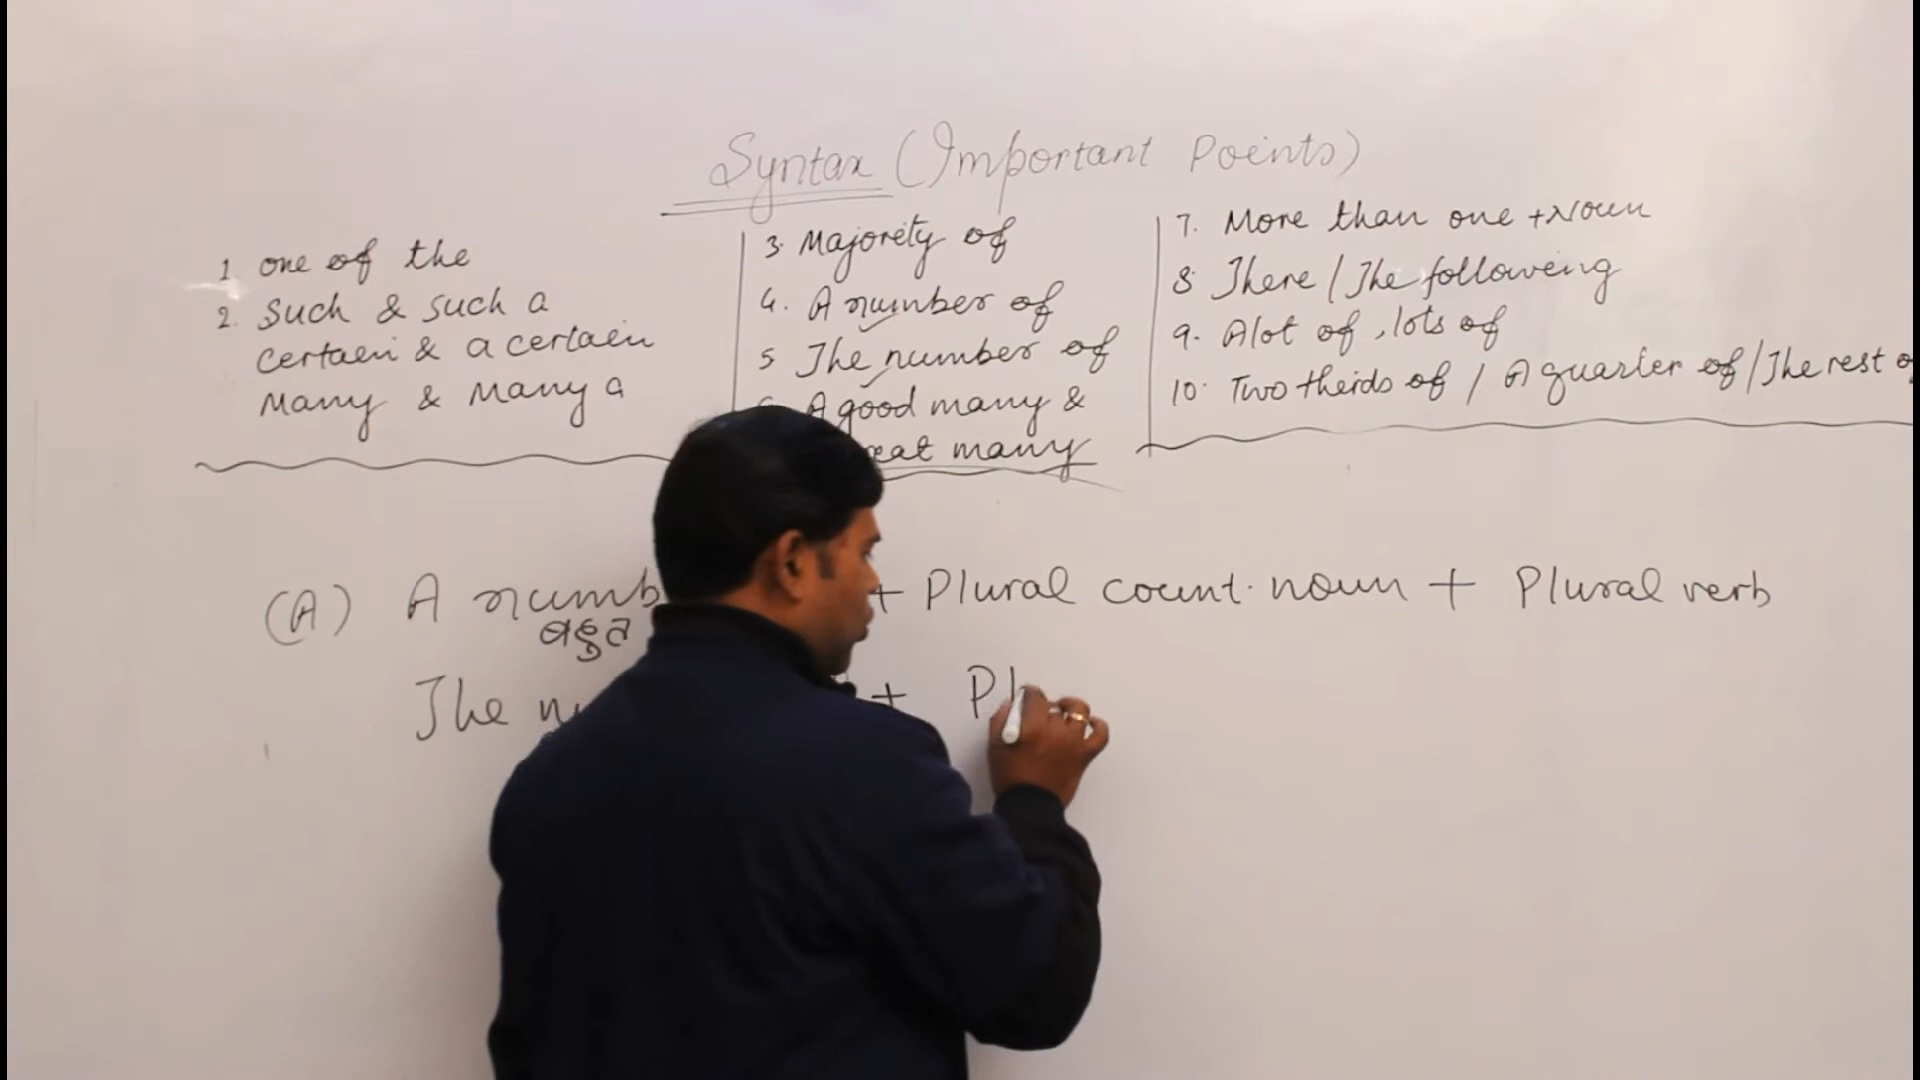 Syntax (Important Points)
1. one of the
2. Such & such a
certain & a certain
Many & Many a
3. Majority of
4. A number of
5 The number of
A good many &
many
7. More than one + Noun
8 There / The following
9. A lot of , lots of
10. Two thirds of / A quarter of / The rest
(A) A + Plural count. noun + Plural verb
ବହୁତ
The +